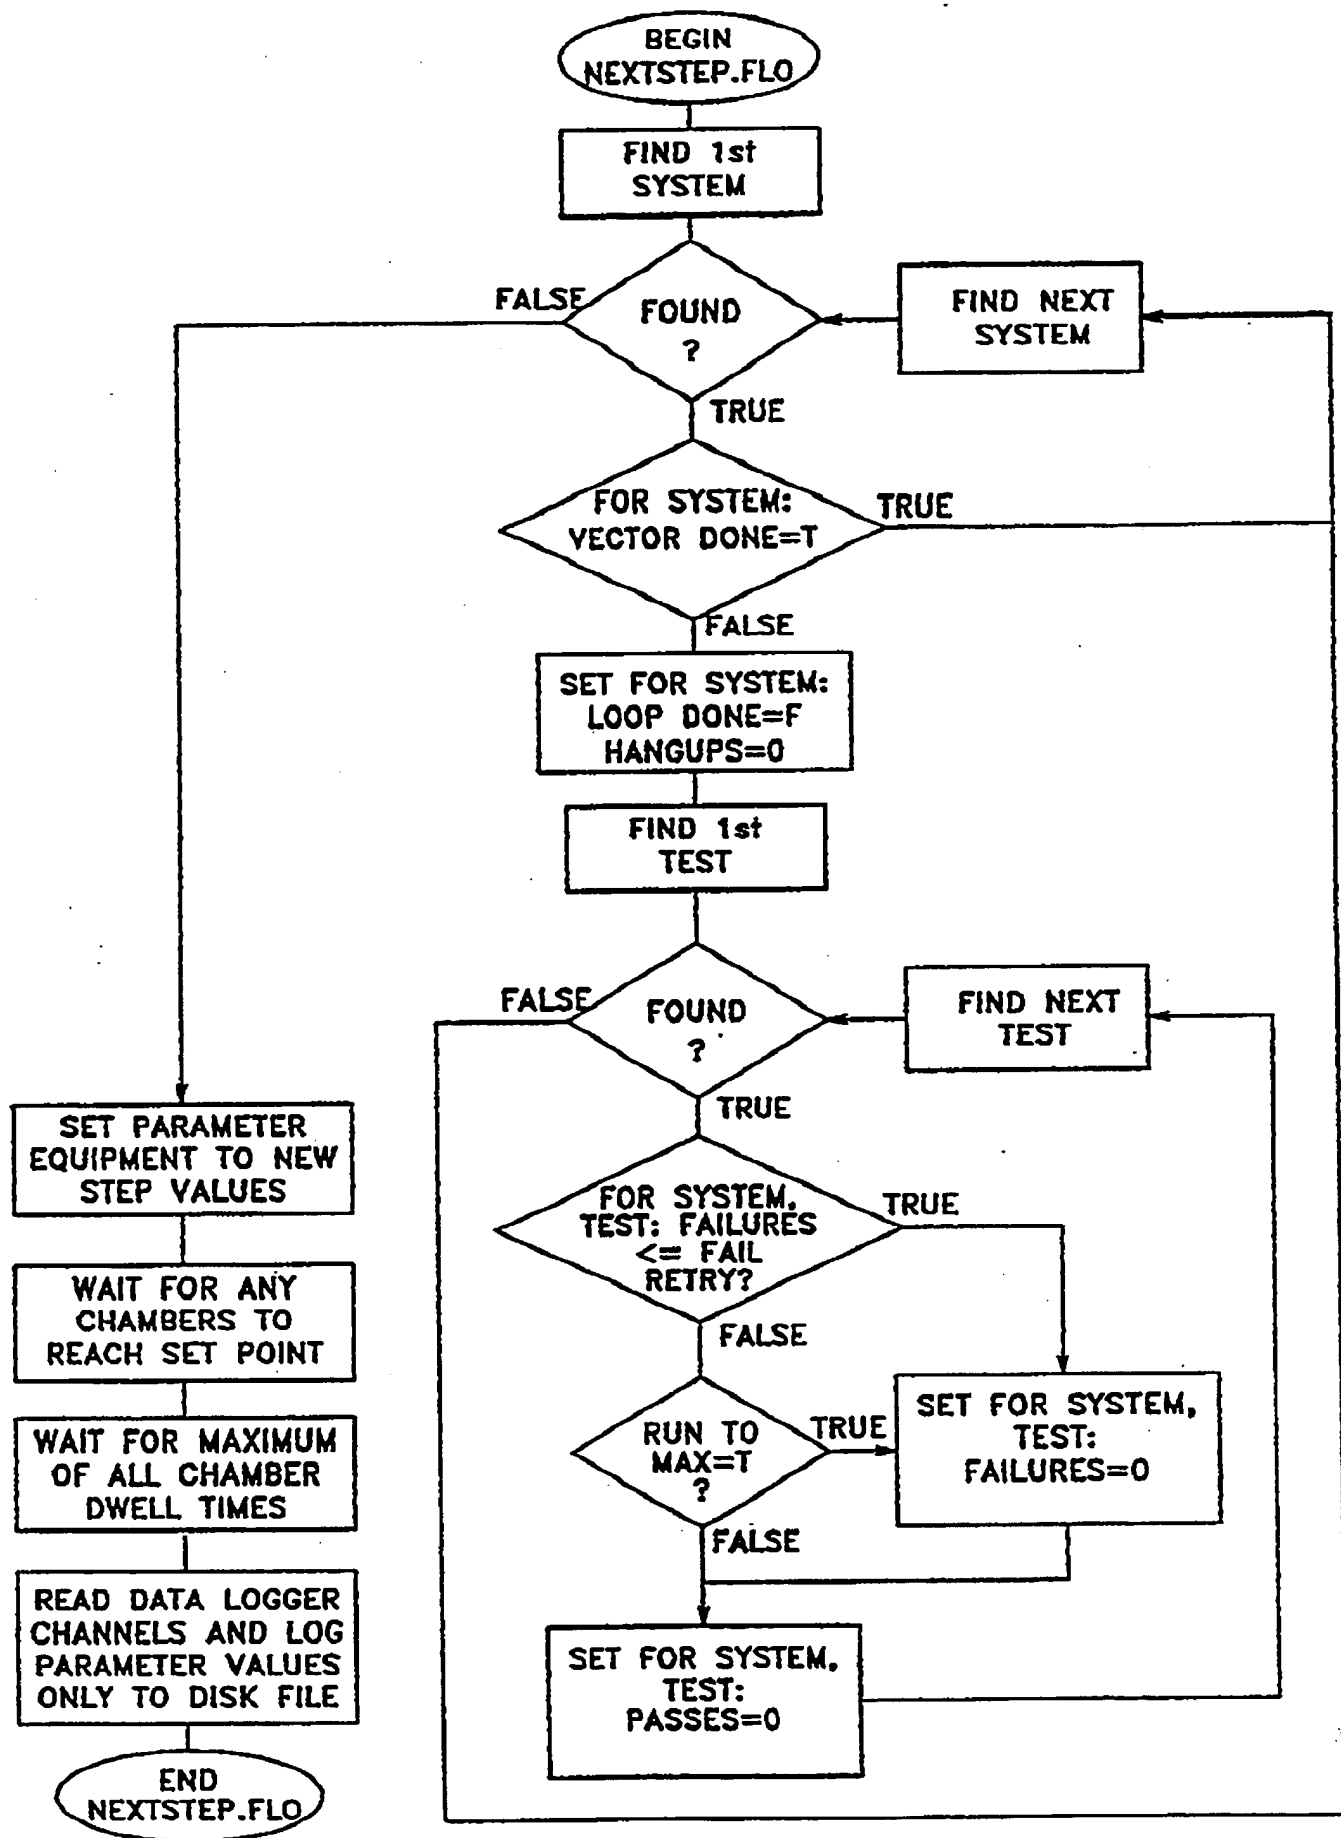 BEGIN
NEXTSTEP.FLO
FIND 1st
SYSTEM
FALSE
FOUND
?
FIND NEXT
SYSTEM
TRUE
FOR SYSTEM:
VECTOR DONE=T
TRUE
FALSE
SET FOR SYSTEM:
LOOP DONE=F
HANGUPS=0
FIND 1st
TEST
FALSE
FOUND
?
FIND NEXT
TEST
TRUE
FOR SYSTEM,
TEST: FAILURES
<= FAIL
RETRY?
TRUE
FALSE
RUN TO
MAX=T
?
TRUE
SET FOR SYSTEM,
TEST:
FAILURES=0
FALSE
SET FOR SYSTEM,
TEST:
PASSES=0
SET PARAMETER
EQUIPMENT TO NEW
STEP VALUES
WAIT FOR ANY
CHAMBERS TO
REACH SET POINT
WAIT FOR MAXIMUM
OF ALL CHAMBER
DWELL TIMES
READ DATA LOGGER
CHANNELS AND LOG
PARAMETER VALUES
ONLY TO DISK FILE
END
NEXTSTEP.FLO